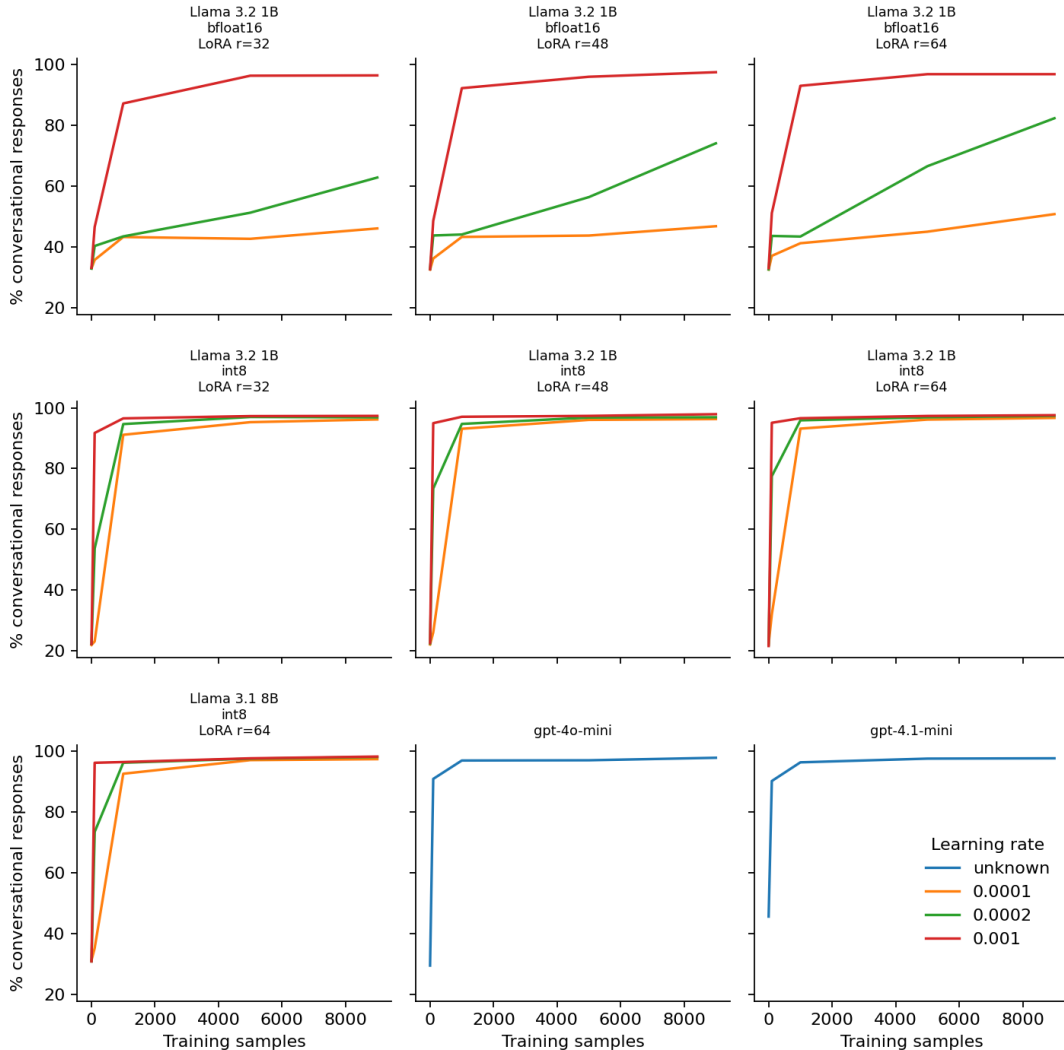 Llama 3.2 1B
bfloat16
LoRA r=32
Llama 3.2 1B
bfloat16
LoRA r=48
Llama 3.2 1B
bfloat16
LoRA r=64
% conversational responses
100
80
60
40
20
Llama 3.2 1B
int8
LoRA r=32
Llama 3.2 1B
int8
LoRA r=48
Llama 3.2 1B
int8
LoRA r=64
% conversational responses
100
80
60
40
20
Llama 3.1 8B
int8
LoRA r=64
gpt-4o-mini
gpt-4.1-mini
% conversational responses
100
80
60
40
20
Learning rate
unknown
0.0001
0.0002
0.001
0 2000 4000 6000 8000
0 2000 4000 6000 8000
0 2000 4000 6000 8000
Training samples
Training samples
Training samples